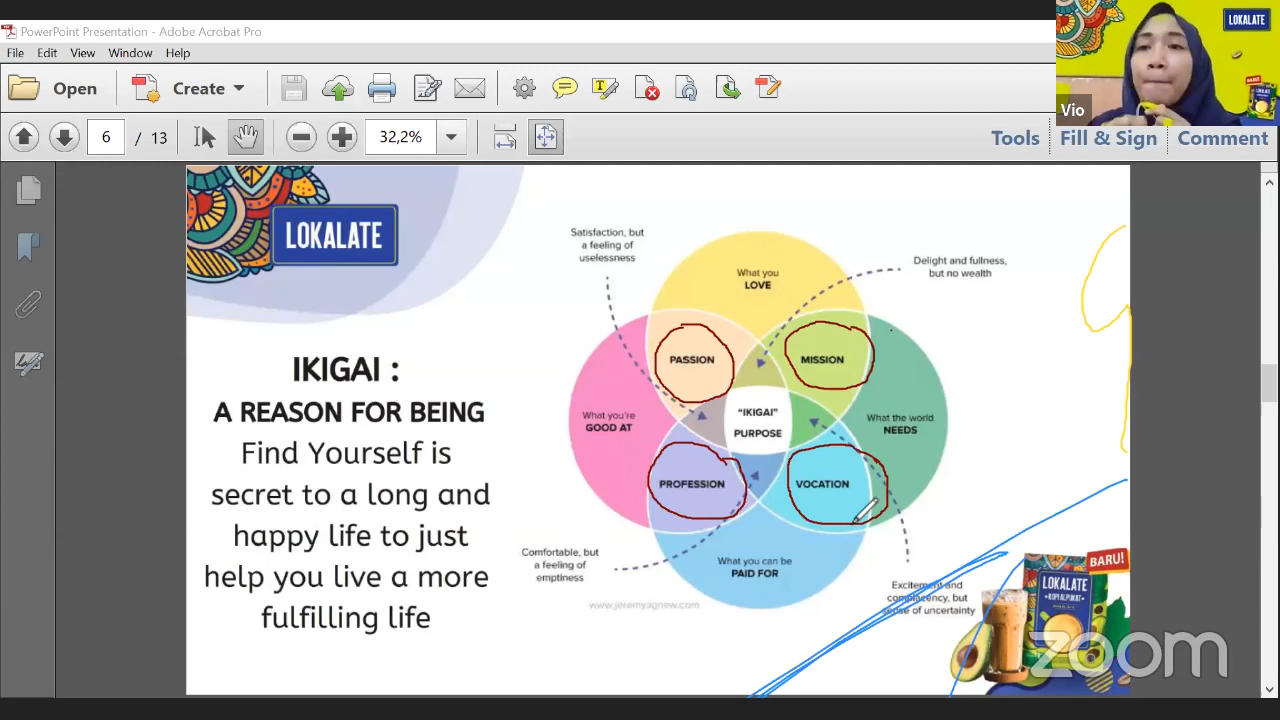 PowerPoint Presentation - Adobe Acrobat Pro
File Edit View Window Help
Open
Create
6 / 13
32,2%
Tools
Fill & Sign
Comment
LOKALATE
Vio
LOKALATE
IKIGAI :
A REASON FOR BEING
Find Yourself is
secret to a long and
happy life to just
help you live a more
fulfilling life
Satisfaction, but
a feeling of
uselessness
Delight and fullness,
but no wealth
What you
LOVE
PASSION
MISSION
What you're
GOOD AT
"IKIGAI"
PURPOSE
What the world
NEEDS
PROFESSION
VOCATION
Comfortable, but
a feeling of
emptiness
What you can be
PAID FOR
Excitement and
complacency, but
sense of uncertainty
www.jeremyagnew.com
BARU!
LOKALATE
KOPI ALPUKAT
zoom